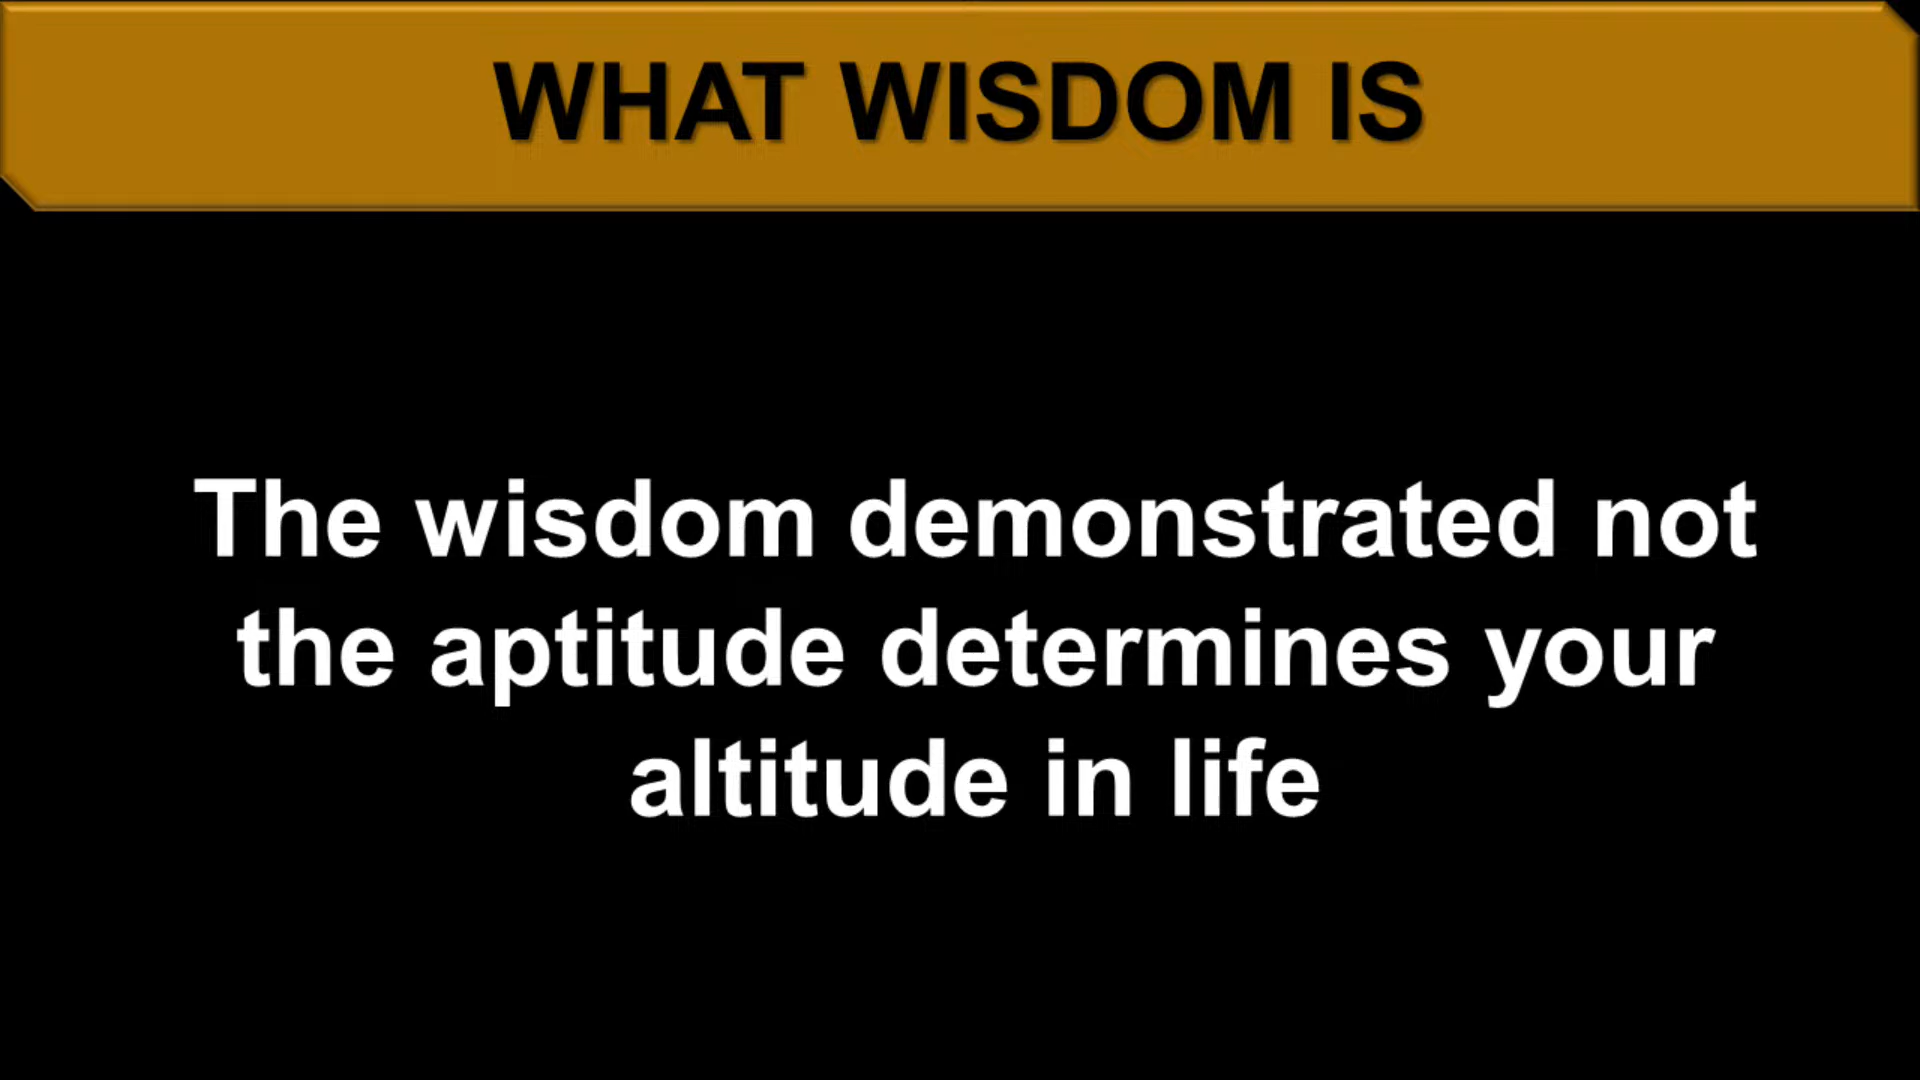 WHAT WISDOM IS
The wisdom demonstrated not
the aptitude determines your
altitude in life